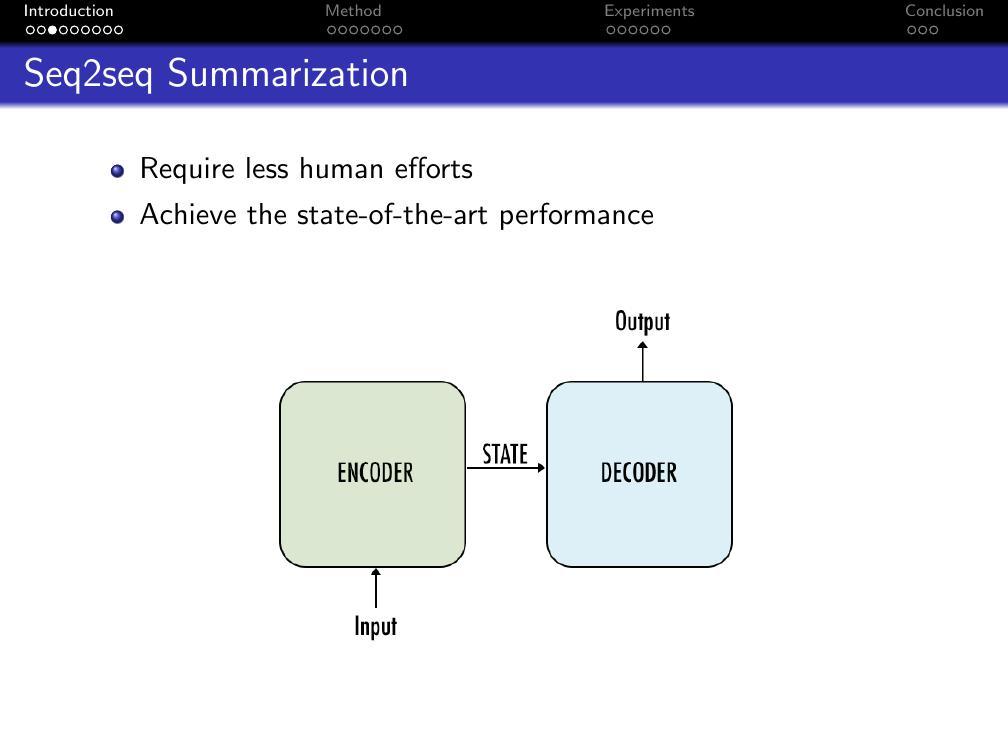 Introduction Method Experiments Conclusion
Seq2seq Summarization
Require less human efforts
Achieve the state-of-the-art performance
Output
ENCODER STATE DECODER
Input